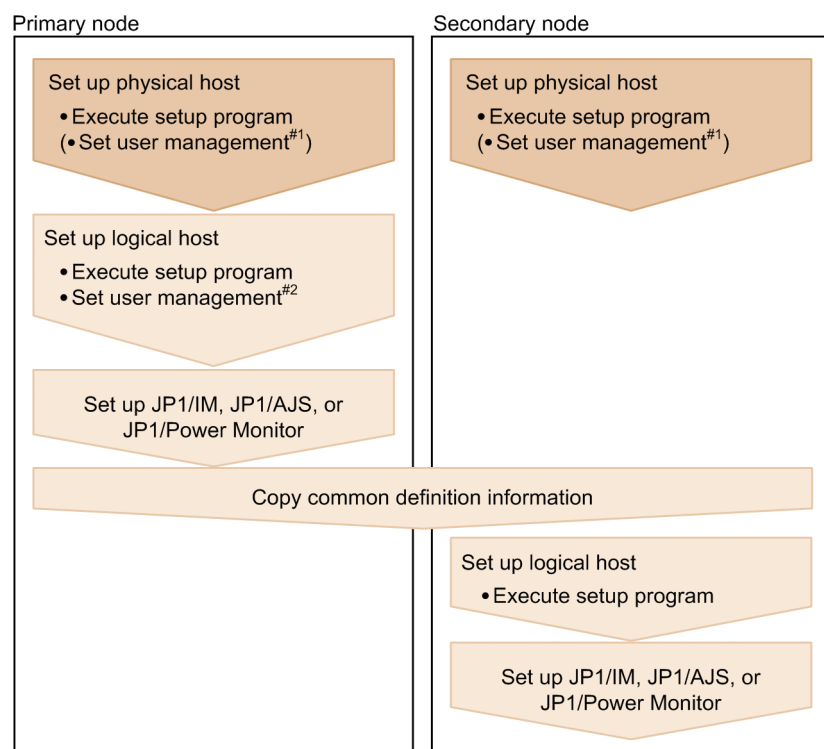 Primary node
Set up physical host
•Execute setup program
(•Set user management#1)
Set up logical host
•Execute setup program
•Set user management#2
Set up JP1/IM, JP1/AJS, or
JP1/Power Monitor
Secondary node
Set up physical host
•Execute setup program
(•Set user management#1)
Copy common definition information
Set up logical host
•Execute setup program
Set up JP1/IM, JP1/AJS, or
JP1/Power Monitor